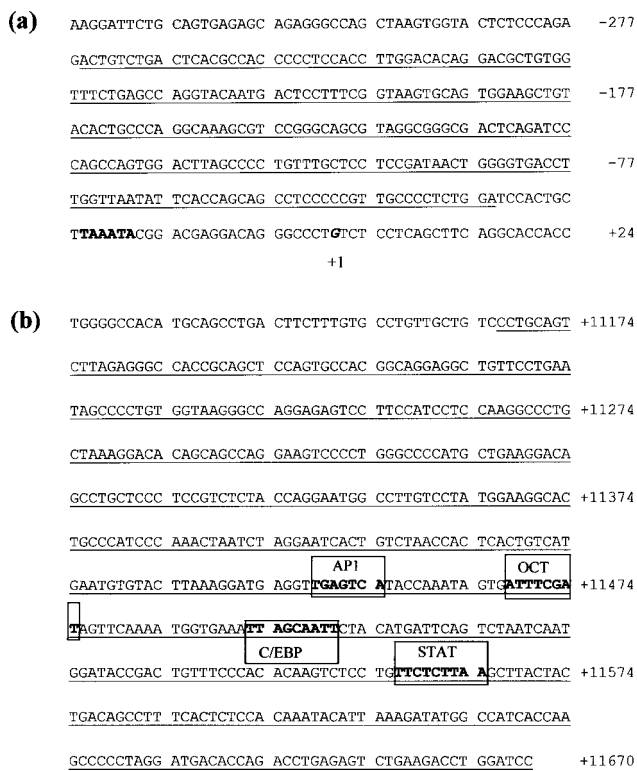 (a)
AAGGATTCTG CAGTGAGAGC AGAGGGCCAG CTAAGTGGTA CTCTCCCAGA -277
GACTGTCTGA CTCACGCCAC CCCCTCCACC TTGGACACAG GACGCTGTGG
TTTCTGAGCC AGGTACAATG ACTCCTTTCG GTAAGTGCAG TGGAAGCTGT -177
ACACTGCCCA GGCAAAGCGT CCGGGCAGCG TAGGCGGGCG ACTCAGATCC
CAGCCAGTGG ACTTAGCCCC TGTTTGCTCC TCCGATAACT GGGGTGACCT -77
TGGTTAATAT TCACCAGCAG CCTCCCCCGTT GCCCCTCTGG ATCCACTGC
TTAAATACGG ACGAGGACAG GGCCCTGTCT CCTCAGCTTC AGGCACCACC +24
+1
(b)
TGGGGCCACA TGCAGCCTGA CTTCTTTGTG CCTGTTGCTG TCCCTGCAGT +11174
CTTAGAGGGC CACCGCAGCT CCAGTGCCAC GGCAGGAGGC TGTTCCTGAA
TAGCCCCTGT GGTAAGGGCC AGGAGAGTCC TTCCATCCTC CAAGGCCCTG +11274
CTAAAGGACA CAGCAGCCAG GAAGTCCCCT GGGCCCCATG CTGAAGGACA
GCCTGCTCCC TCCGTCTCTA CCAGGAATGG CCTTGTCCTA TGGAAGGCAC +11374
TGCCCATCCC AAACTAATCT AGGAATCACT GTCTAACCAC TCACTGTCAT
AP1 OCT
GAATGTGTAC TTAAAGGATG AGGTTGAGTC ATACCAAATA GTGATTTCGA +11474
TAGTTCAAAA TGGTGAAATT AGCAATTCTA CATGATTCAG TCTAATCAAT
C/EBP STAT
GGATACCGAC TGTTTCCCAC ACAAGTCTCC TGTTCTCTTA AGCTTACTAC +11574
TGACAGCCTT TCACTCTCCA CAAATACATT AAAGATATGG CCATCACCAA
GCCCCCTAGG ATGACACCAG ACCTGAGAGT CTGAAGACCT GGATCC +11670